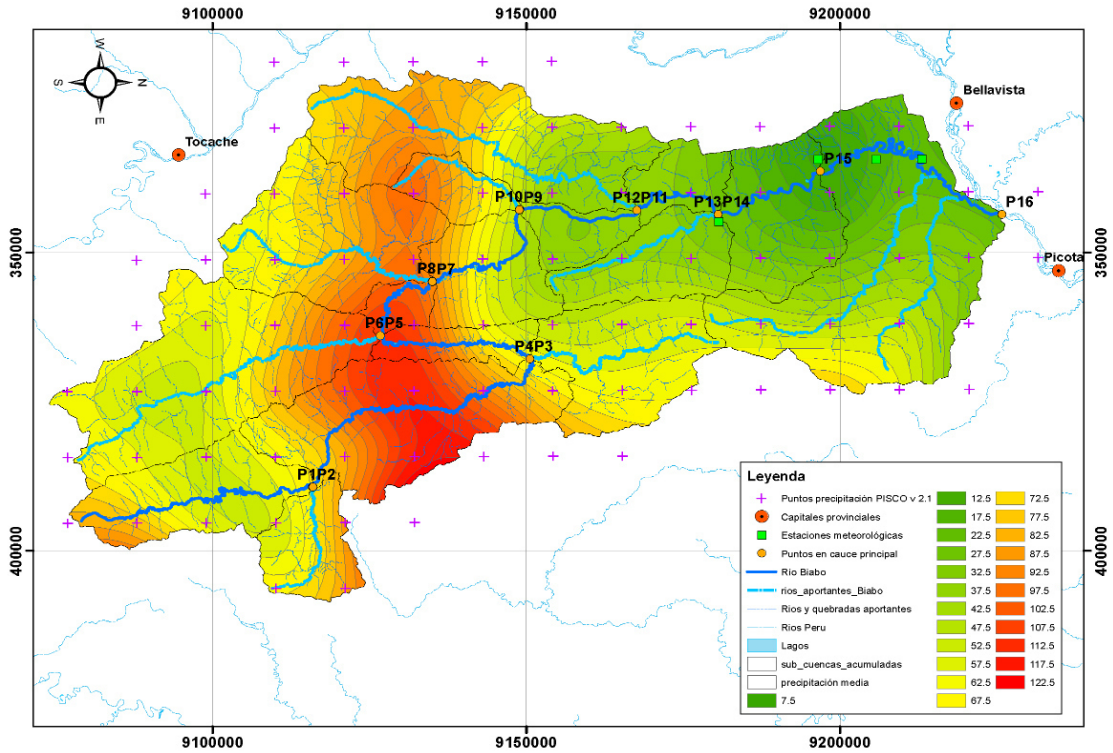 9100000 9150000 9200000
W
S N
E
Bellavista
Tocache
P15
P10P9 P12P11 P13P14 P16
350000 350000
Picota
P8P7
P6P5
P4P3
P1P2
400000 400000
Leyenda
Puntos precipitación PISCO v 2.1
Capitales provinciales
Estaciones meteorológicas
Puntos en cauce principal
Río Biabo
rios_aportantes_Biabo
Rios y quebradas aportantes
Rios Peru
Lagos
sub_cuencas_acumuladas
precipitación media
7.5
12.5
17.5
22.5
27.5
32.5
37.5
42.5
47.5
52.5
57.5
62.5
67.5
72.5
77.5
82.5
87.5
92.5
97.5
102.5
107.5
112.5
117.5
122.5
9100000 9150000 9200000